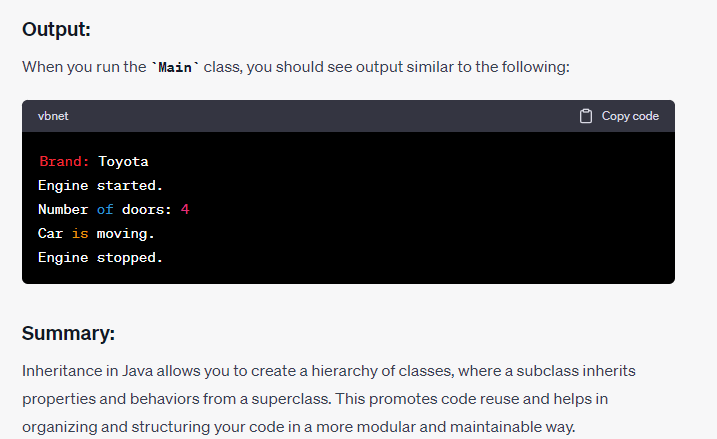 Output:
When you run the `Main` class, you should see output similar to the following:
vbnet Copy code
Brand: Toyota
Engine started.
Number of doors: 4
Car is moving.
Engine stopped.
Summary:
Inheritance in Java allows you to create a hierarchy of classes, where a subclass inherits
properties and behaviors from a superclass. This promotes code reuse and helps in
organizing and structuring your code in a more modular and maintainable way.